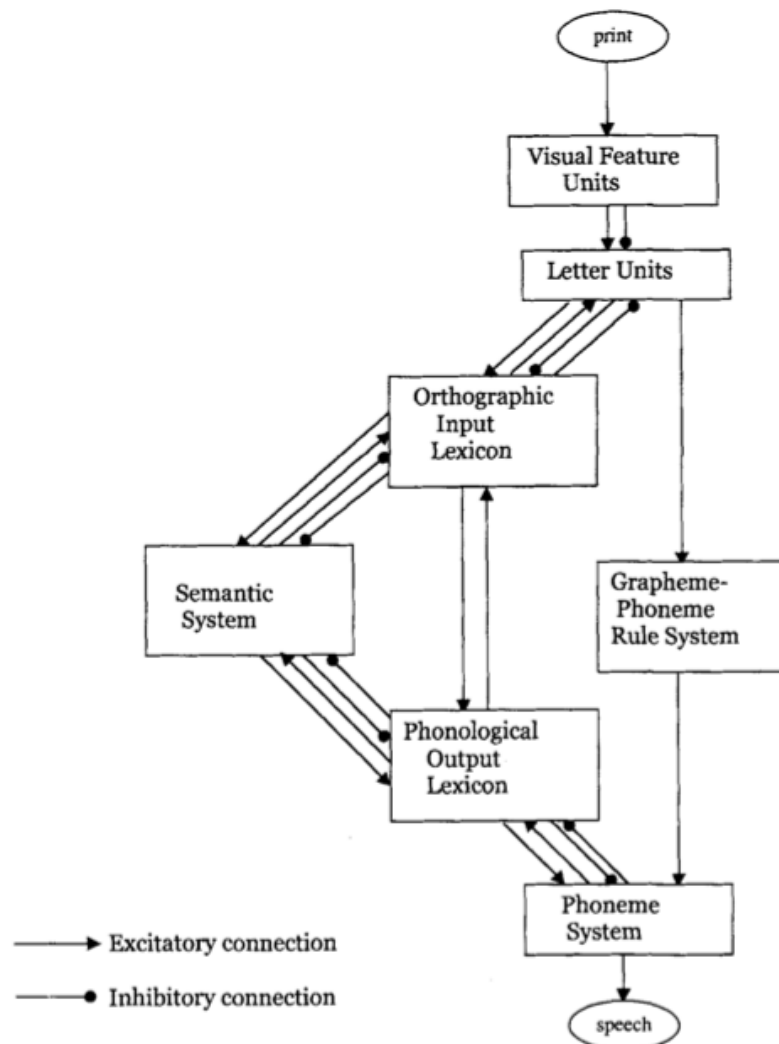 print
Visual Feature
Units
Letter Units
Orthographic
Input
Lexicon
Semantic
System
Grapheme-
Phoneme
Rule System
Phonological
Output
Lexicon
Phoneme
System
Excitatory connection
Inhibitory connection
speech